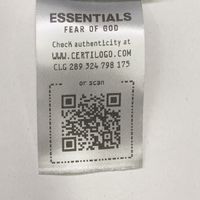 ESSENTIALS
FEAR OF GOD
Check authenticity at
WWW.CERTILOGO.COM
CLG 289 324 798 175
or scan